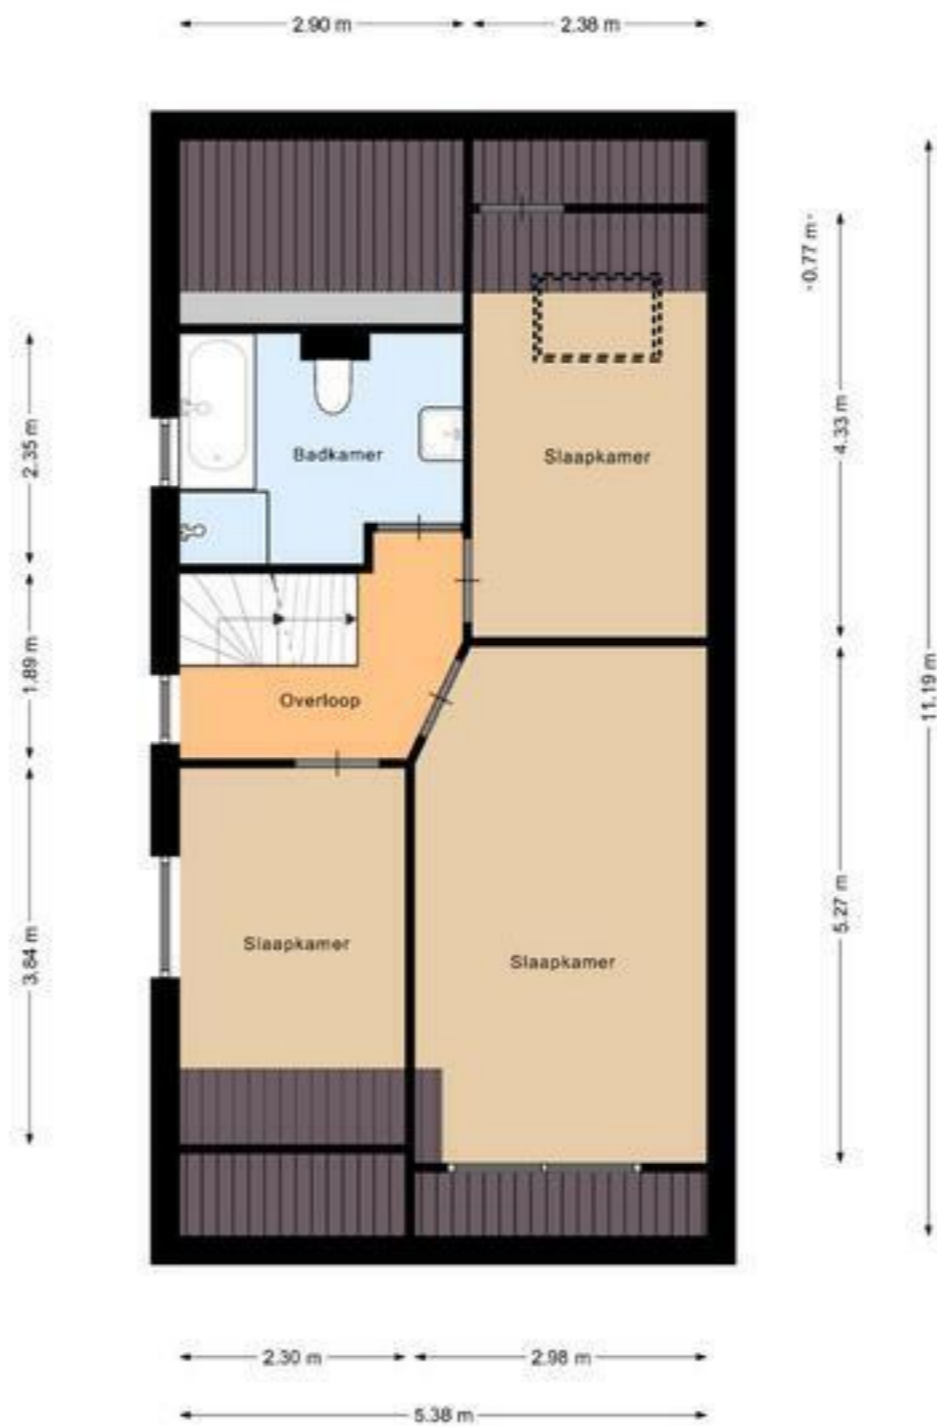 2.90 m
2.38 m
0.77 m
2.35 m
4.33 m
Badkamer
Slaapkamer
1.89 m
11.19 m
Overloop
3.84 m
5.27 m
Slaapkamer
Slaapkamer
2.30 m
2.98 m
5.38 m